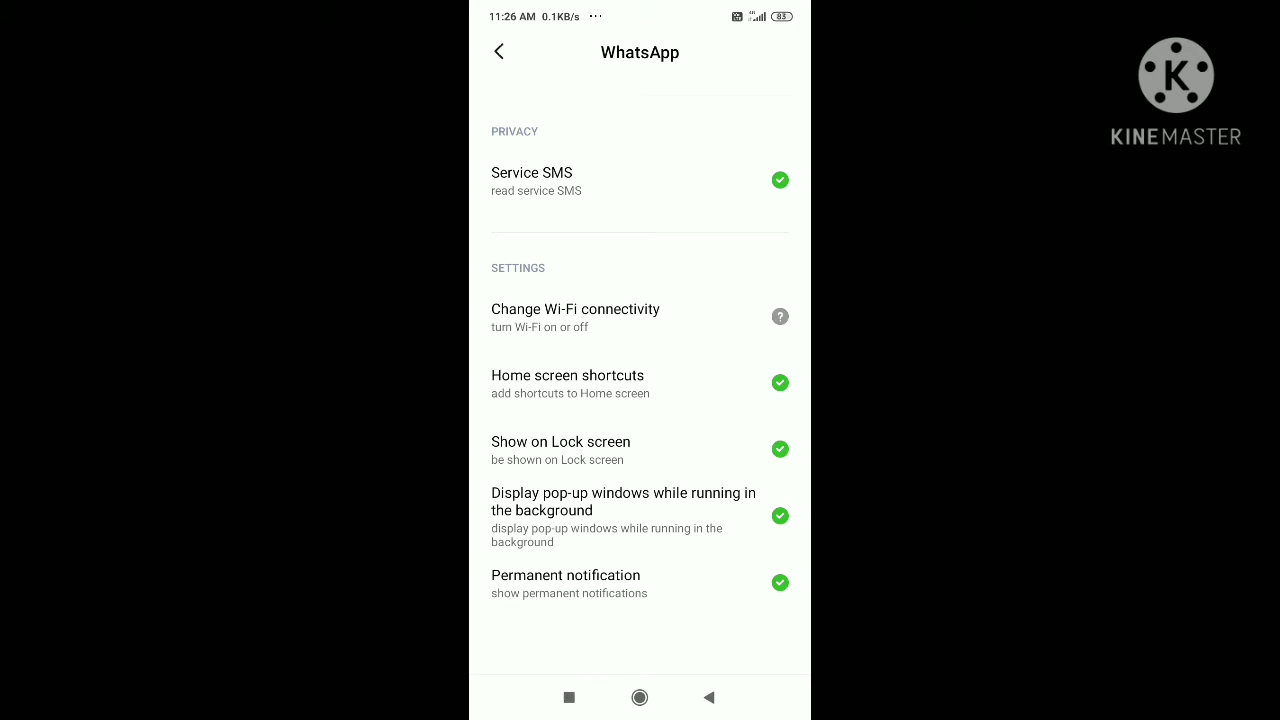 11:26 AM 0.1KB/s ...
4G
83
WhatsApp
K
KINEMASTER
PRIVACY
Service SMS
read service SMS
SETTINGS
Change Wi-Fi connectivity
turn Wi-Fi on or off
?
Home screen shortcuts
add shortcuts to Home screen
Show on Lock screen
be shown on Lock screen
Display pop-up windows while running in
the background
display pop-up windows while running in the
background
Permanent notification
show permanent notifications